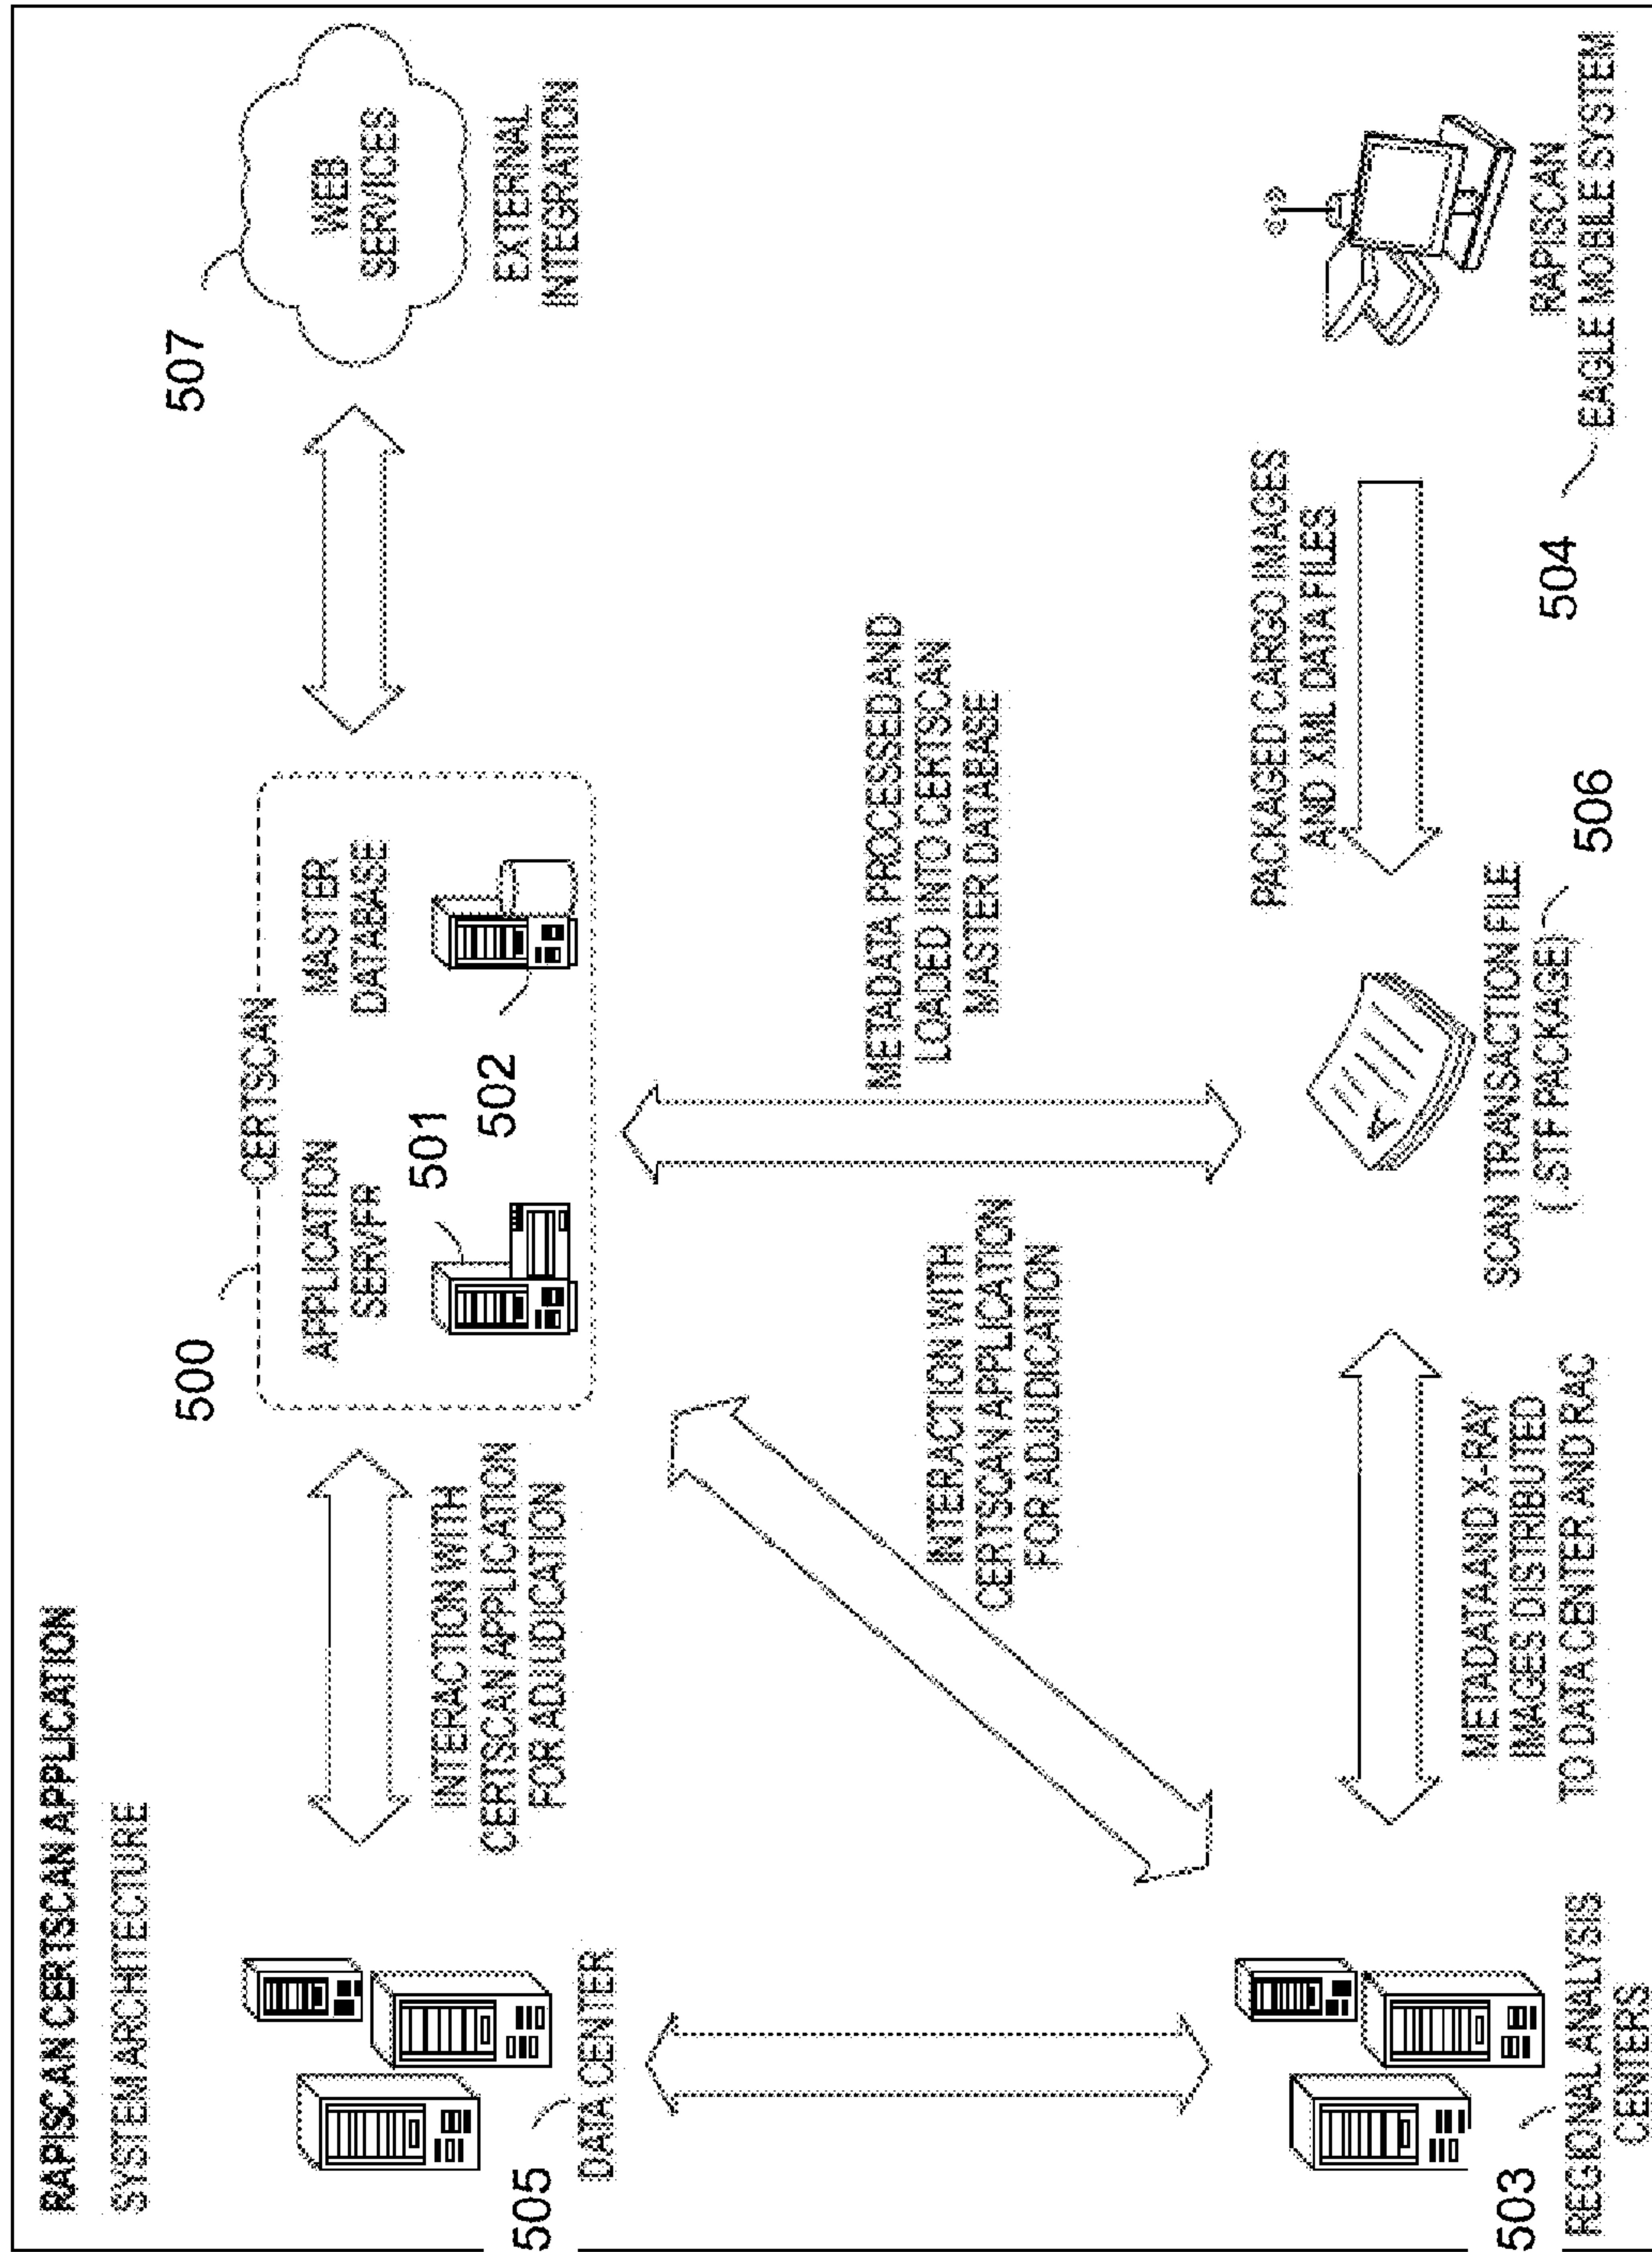 RAPISCAN CERTSCAN APPLICATION
SYSTEM ARCHITECTURE
505
DATA CENTER
INTERACTION WITH
CERTSCAN APPLICATION
FOR ADJUDICATION
500
CERTSCAN
APPLICATION
SERVER
501
MASTER
DATABASE
502
507
WEB
SERVICES
EXTERNAL
INTEGRATION
INTERACTION WITH
CERTSCAN APPLICATION
FOR ADJUDICATION
METADATA PROCESSED AND
LOADED INTO CERTSCAN
MASTER DATABASE
503
REGIONAL ANALYSIS
CENTERS
METADATA AND X-RAY
IMAGES DISTRIBUTED
TO DATA CENTER AND RAC
SCAN TRANSACTION FILE
(.STF PACKAGE)
506
PACKAGED CARGO IMAGES
AND XML DATA FILES
504
RAPISCAN
EAGLE MOBILE SYSTEM